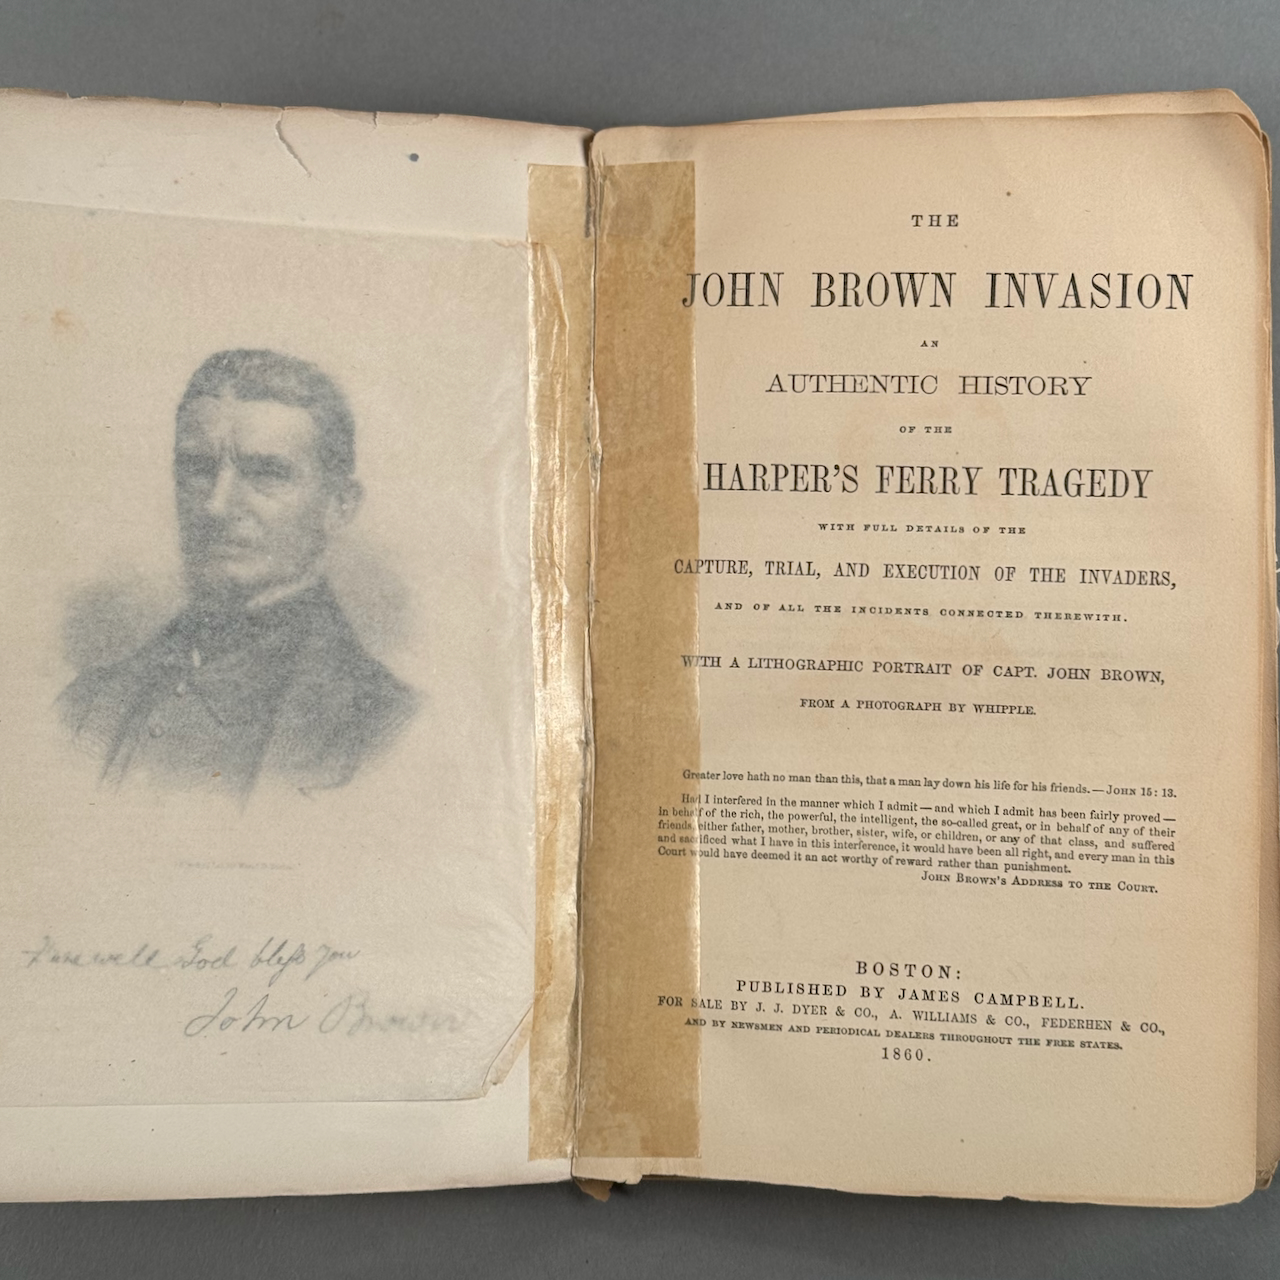 Farewell God bless you
John Brown
THE
JOHN BROWN INVASION
AN
AUTHENTIC HISTORY
OF THE
HARPER'S FERRY TRAGEDY
WITH FULL DETAILS OF THE
CAPTURE, TRIAL, AND EXECUTION OF THE INVADERS,
AND OF ALL THE INCIDENTS CONNECTED THEREWITH.
WITH A LITHOGRAPHIC PORTRAIT OF CAPT. JOHN BROWN,
FROM A PHOTOGRAPH BY WHIPPLE.
Greater love hath no man than this, that a man lay down his life for his friends.—JOHN 15: 13.
Had I interfered in the manner which I admit—and which I admit has been fairly proved—
in behalf of the rich, the powerful, the intelligent, the so-called great, or in behalf of any of their
friends, either father, mother, brother, sister, wife, or children, or any of that class, and suffered
and sacrificed what I have in this interference, it would have been all right, and every man in this
Court would have deemed it an act worthy of reward rather than punishment.
JOHN BROWN'S ADDRESS TO THE COURT.
BOSTON:
PUBLISHED BY JAMES CAMPBELL.
FOR SALE BY J. J. DYER & CO., A. WILLIAMS & CO., FEDERHEN & CO.,
AND BY NEWSMEN AND PERIODICAL DEALERS THROUGHOUT THE FREE STATES.
1860.